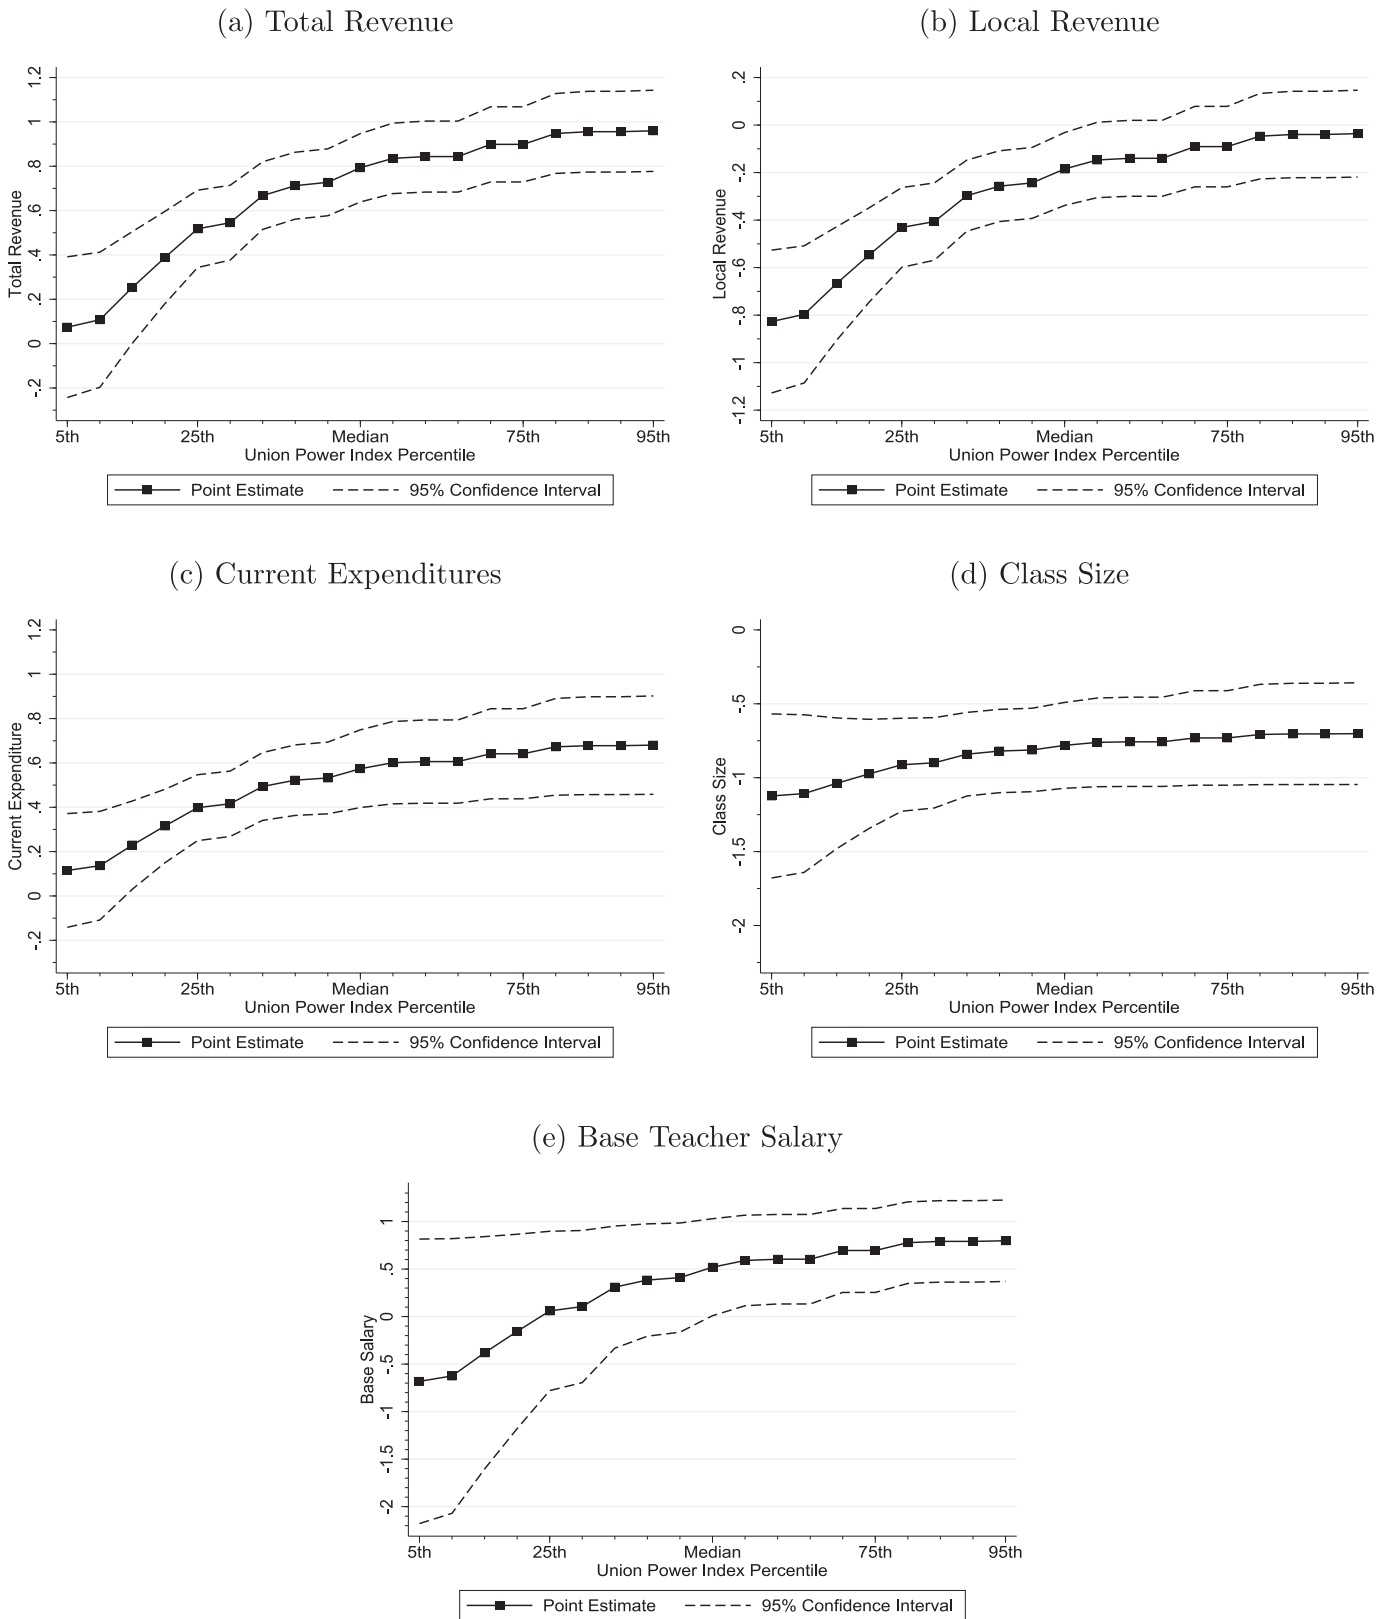 (a) Total Revenue
Total Revenue
1.2
1
.8
.6
.4
.2
0
-.2
5th 25th Median 75th 95th
Union Power Index Percentile
Point Estimate 95% Confidence Interval
(b) Local Revenue
Local Revenue
.2
0
-.2
-.4
-.6
-.8
-1
-1.2
5th 25th Median 75th 95th
Union Power Index Percentile
Point Estimate 95% Confidence Interval
(c) Current Expenditures
Current Expenditure
1.2
1
.8
.6
.4
.2
0
-.2
5th 25th Median 75th 95th
Union Power Index Percentile
Point Estimate 95% Confidence Interval
(d) Class Size
Class Size
0
-.5
-1
-1.5
-2
5th 25th Median 75th 95th
Union Power Index Percentile
Point Estimate 95% Confidence Interval
(e) Base Teacher Salary
Base Salary
1
.5
0
-.5
-1
-1.5
-2
5th 25th Median 75th 95th
Union Power Index Percentile
Point Estimate 95% Confidence Interval